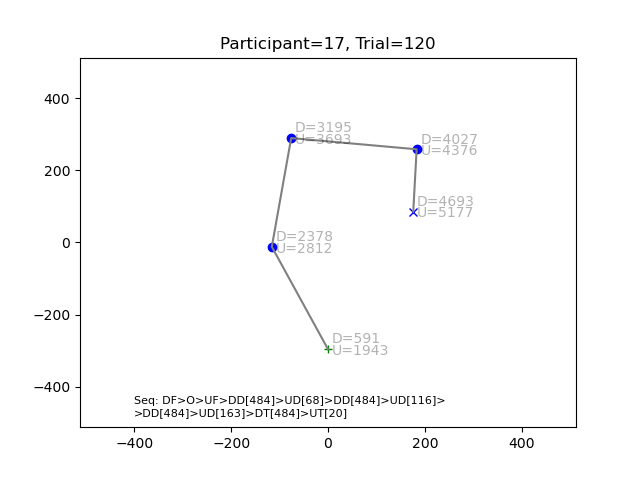 Participant=17, Trial=120
D=3195
U=3693
D=4027
U=4376
D=4693
U=5177
D=2378
U=2812
D=591
U=1943
400
200
0
−200
−400
Seq: DF>O>UF>DD[484]>UD[68]>DD[484]>UD[116]>
>DD[484]>UD[163]>DT[484]>UT[20]
−400 −200 0 200 400